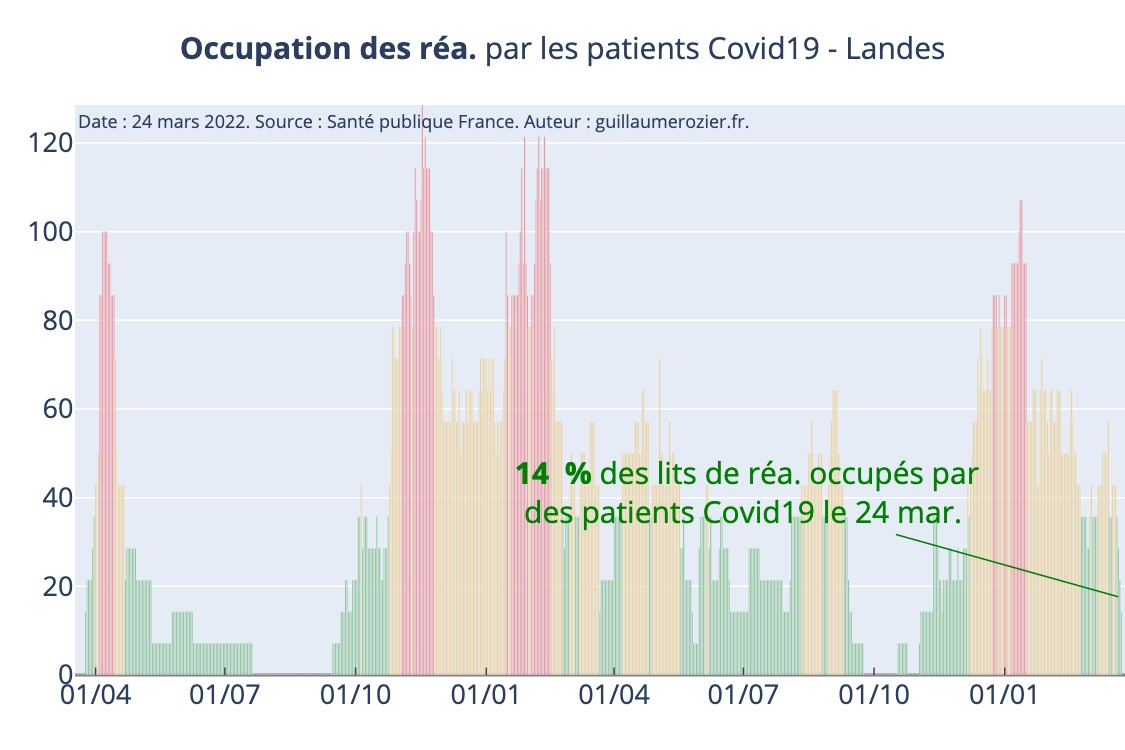 Occupation des réa. par les patients Covid19 - Landes
Date : 24 mars 2022. Source : Santé publique France. Auteur : guillaumerozier.fr.
120
100
80
60
40
20
0
14 % des lits de réa. occupés par
des patients Covid19 le 24 mar.
01/04 01/07 01/10 01/01 01/04 01/07 01/10 01/01